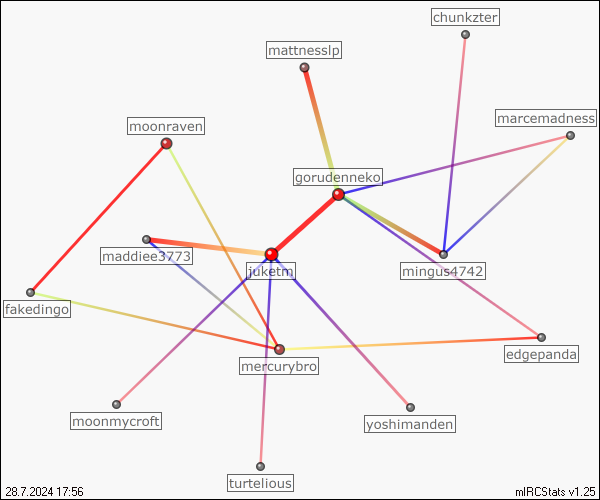 chunkzter
mattnesslp
marcemadness
moonraven
gorudenneko
maddiee3773
juketm
mingus4742
fakedingo
edgepanda
mercurybro
moonmycroft
yoshimanden
turtelious
28.7.2024 17:56
mIRCStats v1.25